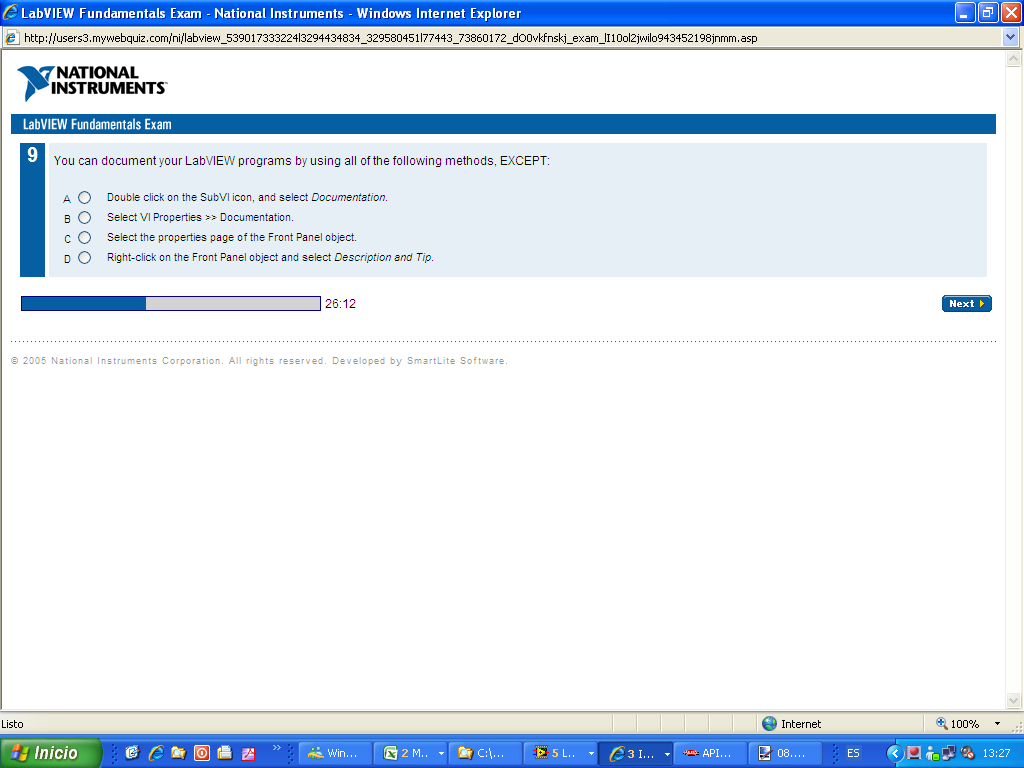 LabVIEW Fundamentals Exam - National Instruments - Windows Internet Explorer
http://users3.mywebquiz.com/ni/labview_539017333224l3294434834_329580451l77443_73860172_dO0vkfnskj_exam_lI10ol2jwilo943452198jnmm.asp
NATIONAL
INSTRUMENTS
LabVIEW Fundamentals Exam
9 You can document your LabVIEW programs by using all of the following methods, EXCEPT:
A Double click on the SubVI icon, and select Documentation.
B Select VI Properties >> Documentation.
C Select the properties page of the Front Panel object.
D Right-click on the Front Panel object and select Description and Tip.
26:12
Next
© 2005 National Instruments Corporation. All rights reserved. Developed by SmartLite Software.
Listo Internet 100%
Inicio » Win... 2 M... C:\... 5 L... 3 I... API... 08.... ES 13:27